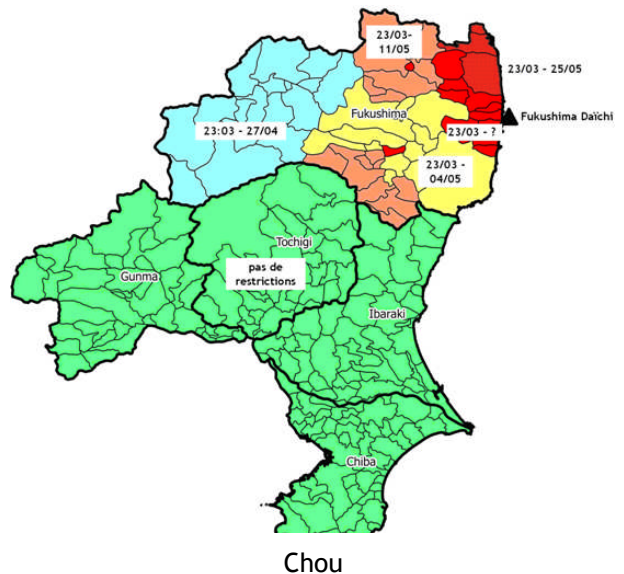 23/03-
11/05
23/03 - 25/05
Fukushima Daïchi
Fukushima
23:03 - 27/04
23/03 - ?
23/03 -
04/05
Tochigi
Gunma
pas de
restrictions
Ibaraki
Chiba
Chou